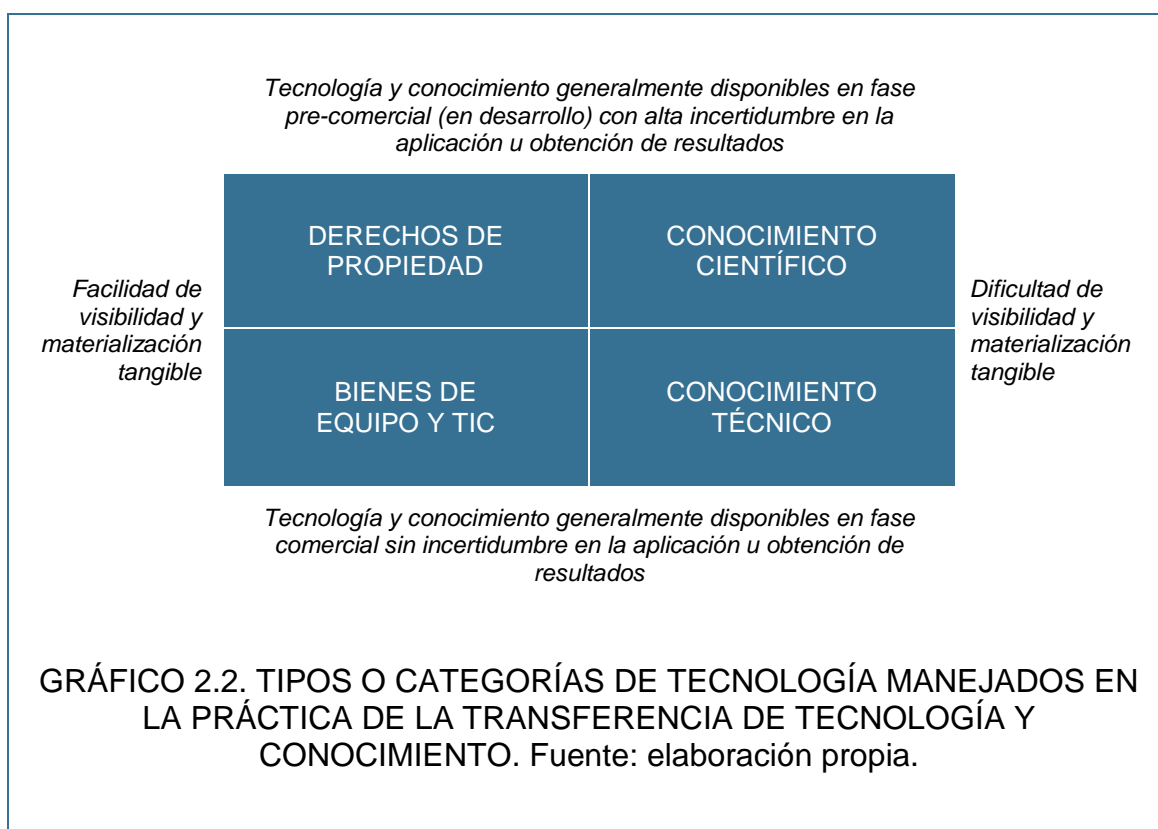 Tecnología y conocimiento generalmente disponibles en fase
pre-comercial (en desarrollo) con alta incertidumbre en la
aplicación u obtención de resultados
DERECHOS DE
PROPIEDAD
CONOCIMIENTO
CIENTÍFICO
Facilidad de
visibilidad y
materialización
tangible
Dificultad de
visibilidad y
materialización
tangible
BIENES DE
EQUIPO Y TIC
CONOCIMIENTO
TÉCNICO
Tecnología y conocimiento generalmente disponibles en fase
comercial sin incertidumbre en la aplicación u obtención de
resultados
GRÁFICO 2.2. TIPOS O CATEGORÍAS DE TECNOLOGÍA MANEJADOS EN
LA PRÁCTICA DE LA TRANSFERENCIA DE TECNOLOGÍA Y
CONOCIMIENTO. Fuente: elaboración propia.